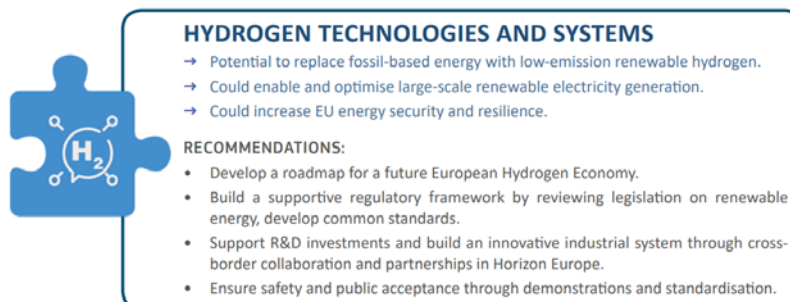 HYDROGEN TECHNOLOGIES AND SYSTEMS
→ Potential to replace fossil-based energy with low-emission renewable hydrogen.
→ Could enable and optimise large-scale renewable electricity generation.
→ Could increase EU energy security and resilience.
H2
RECOMMENDATIONS:
• Develop a roadmap for a future European Hydrogen Economy.
• Build a supportive regulatory framework by reviewing legislation on renewable
energy, develop common standards.
• Support R&D investments and build an innovative industrial system through cross-
border collaboration and partnerships in Horizon Europe.
• Ensure safety and public acceptance through demonstrations and standardisation.